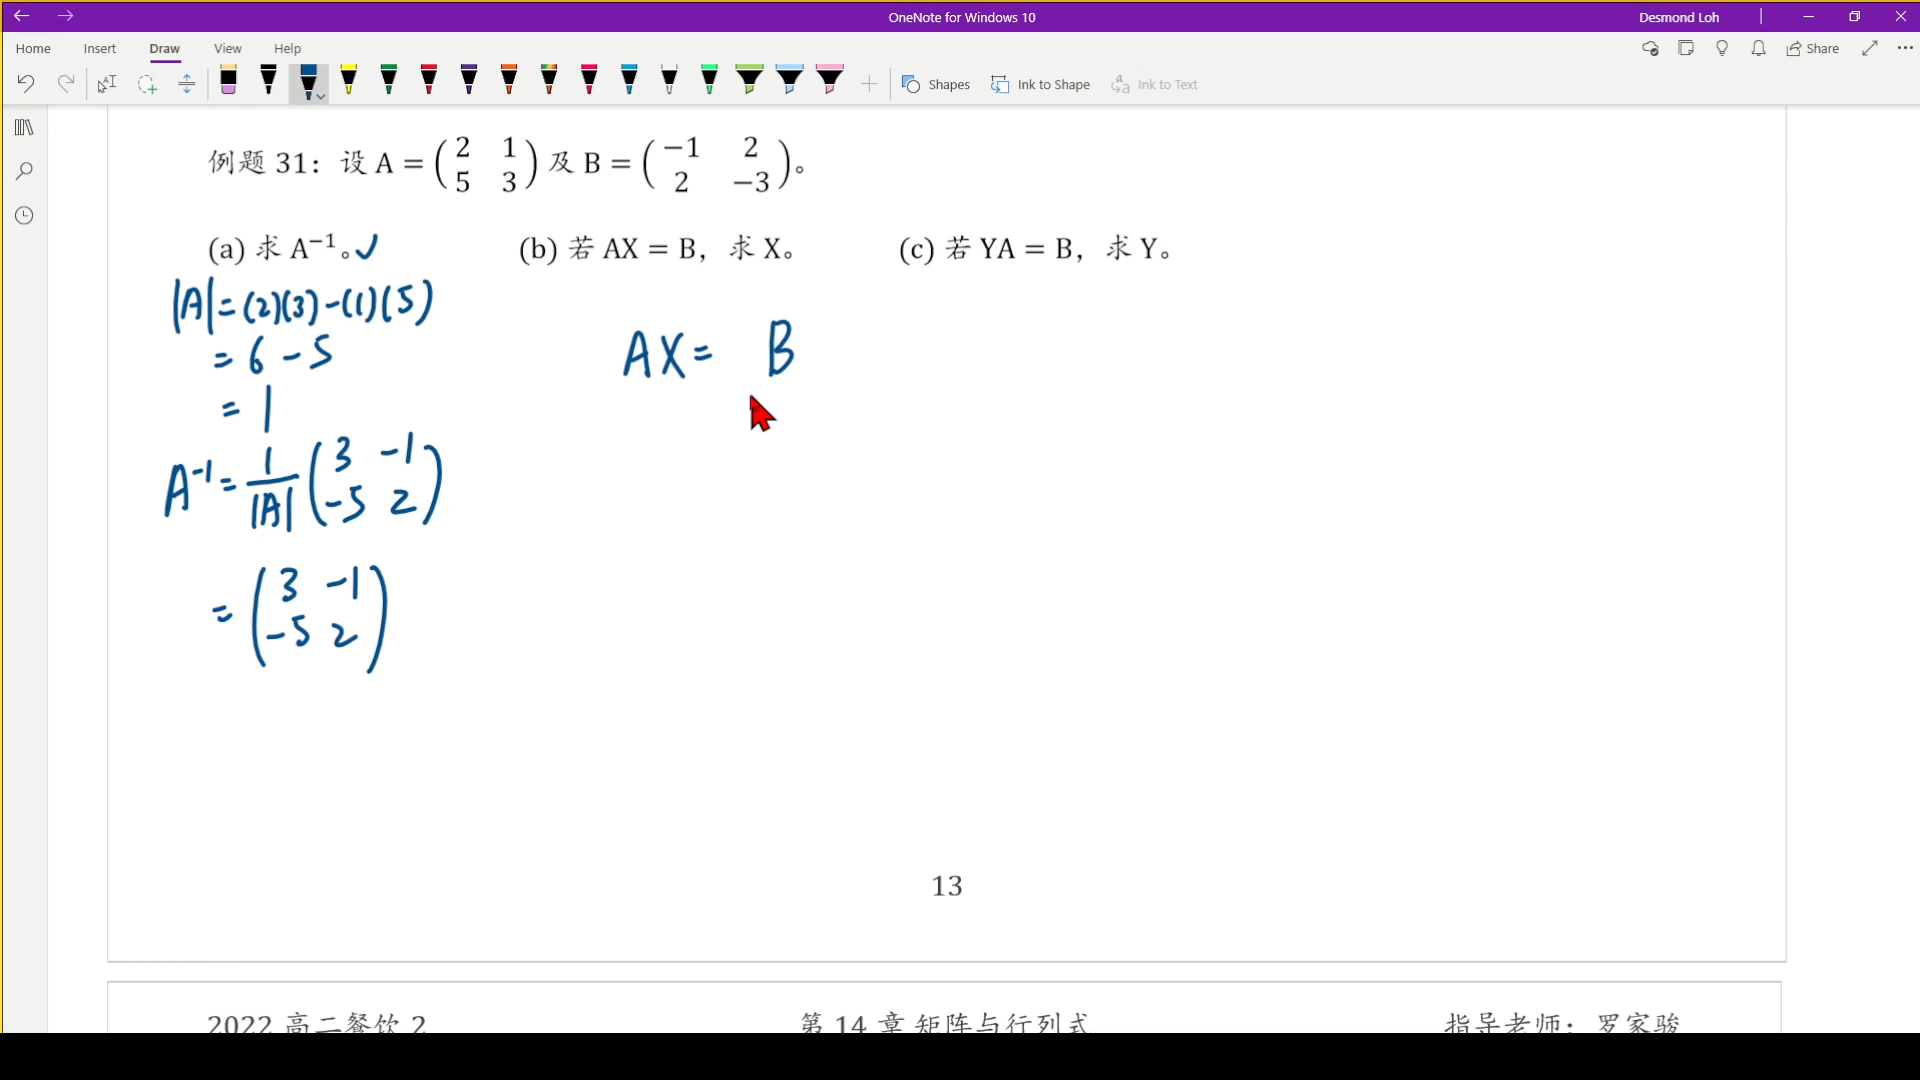 OneNote for Windows 10
Desmond Loh
Home Insert Draw View Help
Share
Shapes Ink to Shape Ink to Text
例题 31：设 A = (2 1
5 3) 及 B = (−1 2
2 −3)。
(a) 求 A⁻¹。✓ (b) 若 AX = B，求 X。 (c) 若 YA = B，求 Y。
|A| = (2)(3) − (1)(5)
= 6 − 5
= 1
A⁻¹ = 1/|A| (3 −1
−5 2)
= (3 −1
−5 2)
AX = B
13
2022 高二餐饮 2 第 14 章 矩阵与行列式 指导老师：罗家骏